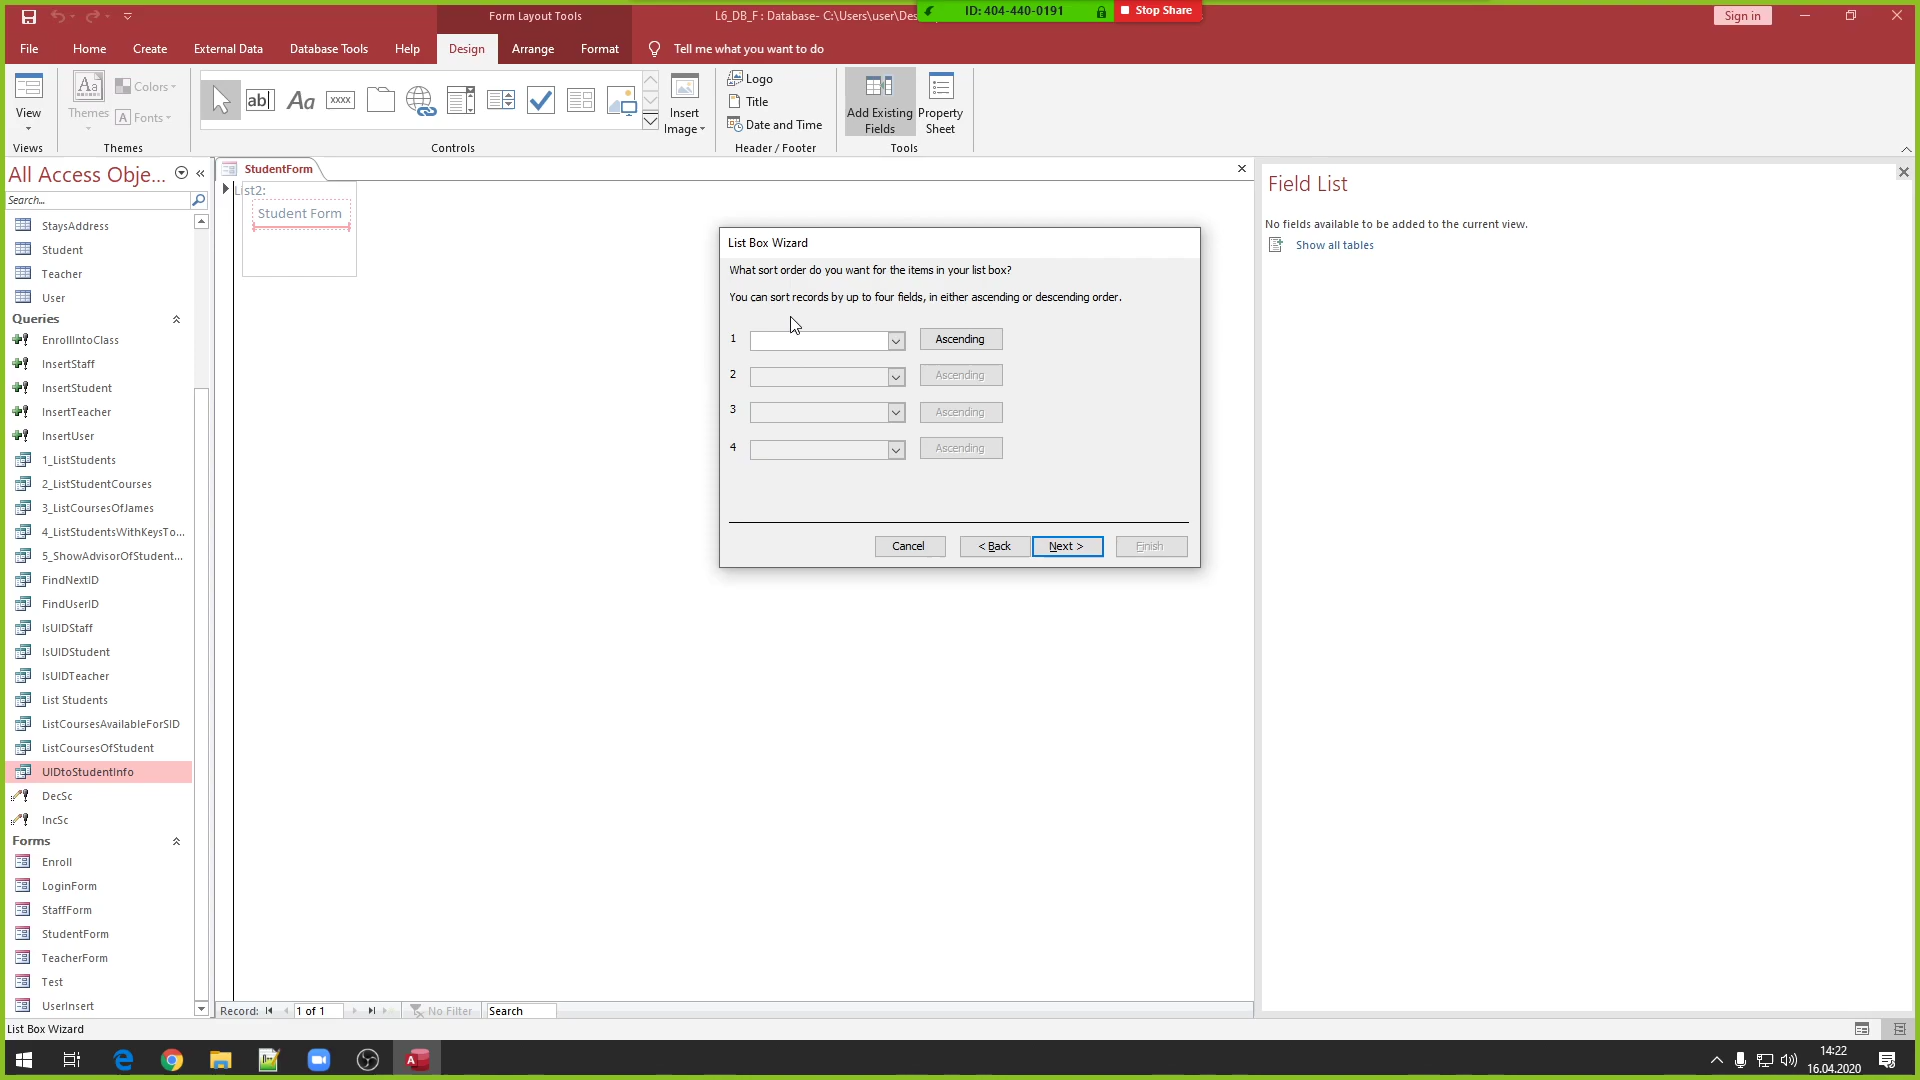 Form Layout Tools
L6_DB_F : Database- C:\Users\user\Des
ID: 404-440-0191
Stop Share
Sign in
File
Home
Create
External Data
Database Tools
Help
Design
Arrange
Format
Tell me what you want to do
View
Views
Aa
Themes
Colors
A Fonts
Themes
ab|
Aa
xxxx
Insert
Image
Controls
Logo
Title
Date and Time
Header / Footer
Add Existing
Fields
Property
Sheet
Tools
All Access Obje...
Search...
StaysAddress
Student
Teacher
User
Queries
EnrollIntoClass
InsertStaff
InsertStudent
InsertTeacher
InsertUser
1_ListStudents
2_ListStudentCourses
3_ListCoursesOfJames
4_ListStudentsWithKeysTo...
5_ShowAdvisorOfStudent...
FindNextID
FindUserID
IsUIDStaff
IsUIDStudent
IsUIDTeacher
List Students
ListCoursesAvailableForSID
ListCoursesOfStudent
UIDtoStudentInfo
DecSc
IncSc
Forms
Enroll
LoginForm
StaffForm
StudentForm
TeacherForm
Test
UserInsert
StudentForm
List2:
Student Form
List Box Wizard
What sort order do you want for the items in your list box?
You can sort records by up to four fields, in either ascending or descending order.
1
Ascending
2
Ascending
3
Ascending
4
Ascending
Cancel
< Back
Next >
Finish
Field List
No fields available to be added to the current view.
Show all tables
Record:
1 of 1
No Filter
Search
List Box Wizard
A
14:22
16.04.2020